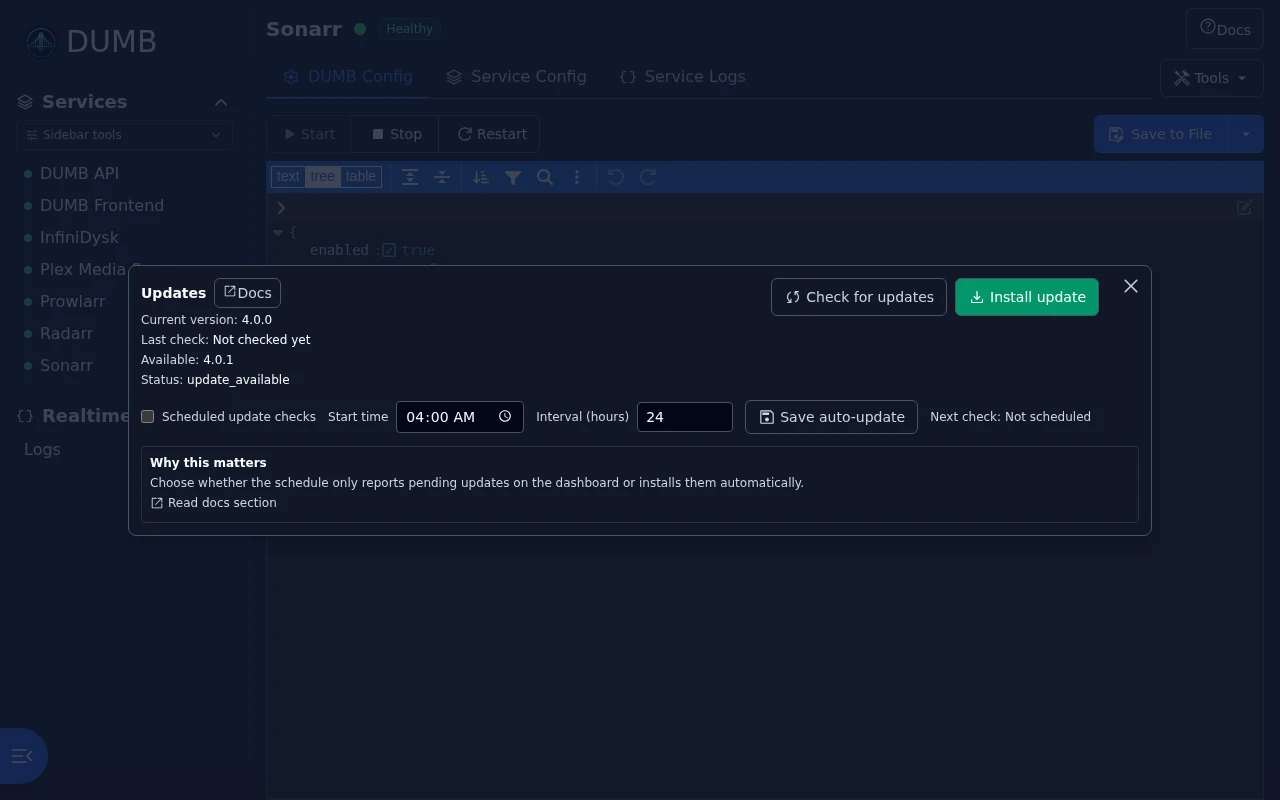 DUMB
Sonarr
Healthy
Docs
DUMB Config
Service Config
{} Service Logs
Tools
Services
Sidebar tools
Start
Stop
Restart
Save to File
DUMB API
DUMB Frontend
InfiniDysk
Plex Media
Prowlarr
Radarr
Sonarr
{} Realtime
Logs
text
tree
table
{
enabled : true
Updates
Docs
Check for updates
Install update
Current version: 4.0.0
Last check: Not checked yet
Available: 4.0.1
Status: update_available
Scheduled update checks
Start time
04:00 AM
Interval (hours)
24
Save auto-update
Next check: Not scheduled
Why this matters
Choose whether the schedule only reports pending updates on the dashboard or installs them automatically.
Read docs section